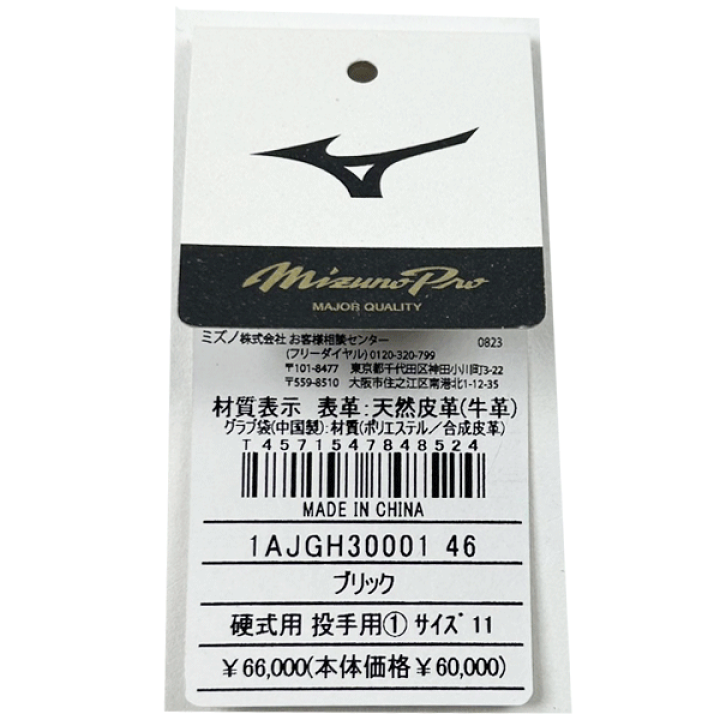 Mizuno Pro
MAJOR QUALITY
ミズノ株式会社 お客様相談センター 0823
(フリーダイヤル) 0120-320-799
〒101-8477 東京都千代田区神田小川町3-22
〒559-8510 大阪市住之江区南港北1-12-35
材質表示 表革:天然皮革(牛革)
グラブ袋(中国製):材質(ポリエステル/合成皮革)
T4571547848524
MADE IN CHINA
1AJGH30001 46
ブリック
硬式用 投手用① サイズ 11
￥66,000(本体価格￥60,000)